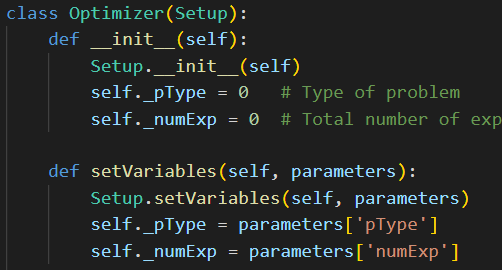 class Optimizer(Setup):
    def __init__(self):
        Setup.__init__(self)
        self._pType = 0   # Type of problem
        self._numExp = 0  # Total number of exp
    def setVariables(self, parameters):
        Setup.setVariables(self, parameters)
        self._pType = parameters['pType']
        self._numExp = parameters['numExp']